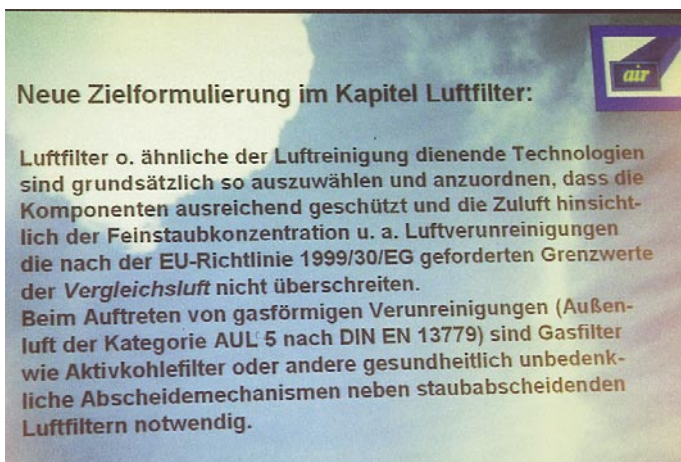 air
Neue Zielformulierung im Kapitel Luftfilter:
Luftfilter o. ähnliche der Luftreinigung dienende Technologien
sind grundsätzlich so auszuwählen und anzuordnen, dass die
Komponenten ausreichend geschützt und die Zuluft hinsicht-
lich der Feinstaubkonzentration u. a. Luftverunreinigungen
die nach der EU-Richtlinie 1999/30/EG geforderten Grenzwerte
der Vergleichsluft nicht überschreiten.
Beim Auftreten von gasförmigen Verunreinigungen (Außen-
luft der Kategorie AUL 5 nach DIN EN 13779) sind Gasfilter
wie Aktivkohlefilter oder andere gesundheitlich unbedenk-
liche Abscheidemechanismen neben staubabscheidenden
Luftfiltern notwendig.